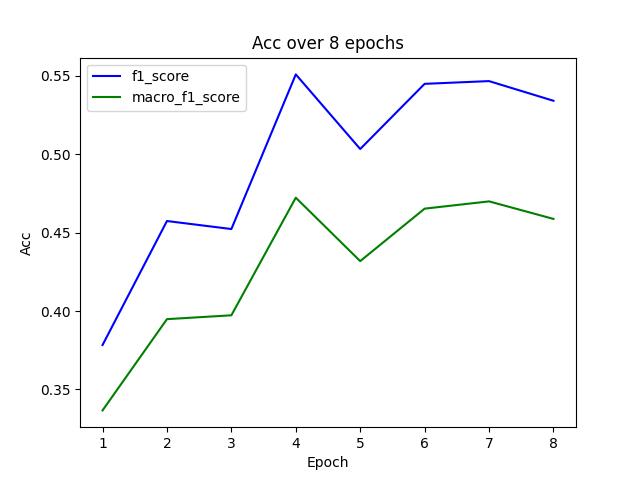 Acc over 8 epochs
f1_score
macro_f1_score
0.55
0.50
0.45
0.40
0.35
Acc
1 2 3 4 5 6 7 8
Epoch